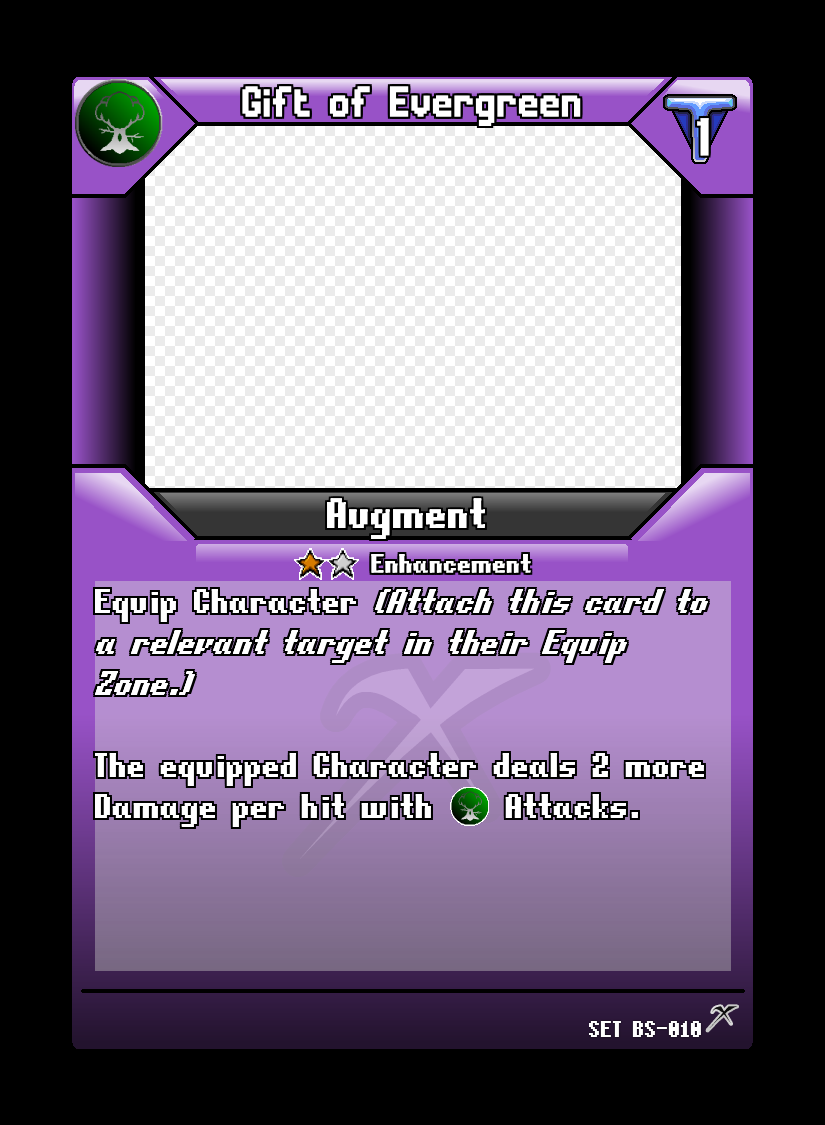 Gift of Evergreen
1
Augment
Enhancement
Equip Character (Attach this card to
a relevant target in their Equip
Zone.)
The equipped Character deals 2 more
Damage per hit with Attacks.
SET BS-010